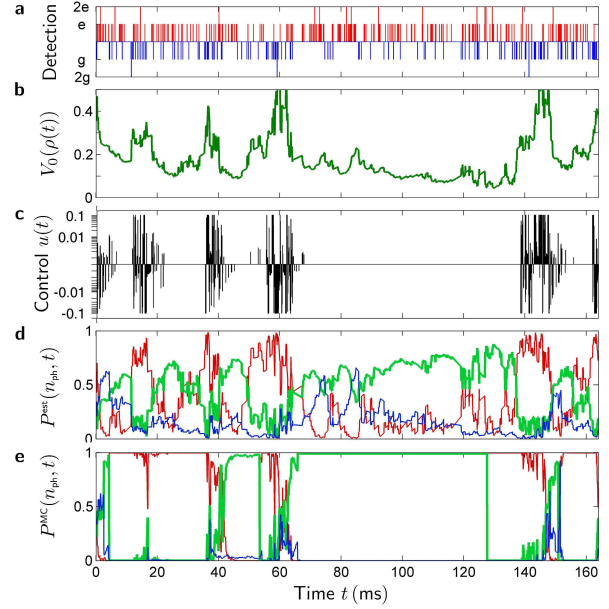 a
2e
e
g
2g
Detection
b
0.4
0.2
0
V₀(ρ(t))
c
0.1
0.01
-0.01
-0.1
Control u(t)
d
1
0.5
0
Pᵉˢᵗ(nₚₕ, t)
e
1
0.5
0
Pᴹᶜ(nₚₕ, t)
0 20 40 60 80 100 120 140 160
Time t (ms)